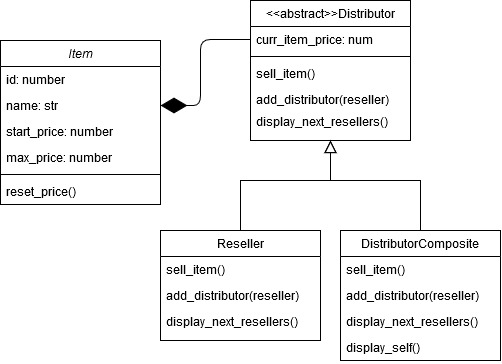 <<abstract>>Distributor
curr_item_price: num
sell_item()
add_distributor(reseller)
display_next_resellers()
Item
id: number
name: str
start_price: number
max_price: number
reset_price()
Reseller
sell_item()
add_distributor(reseller)
display_next_resellers()
DistributorComposite
sell_item()
add_distributor(reseller)
display_next_resellers()
display_self()